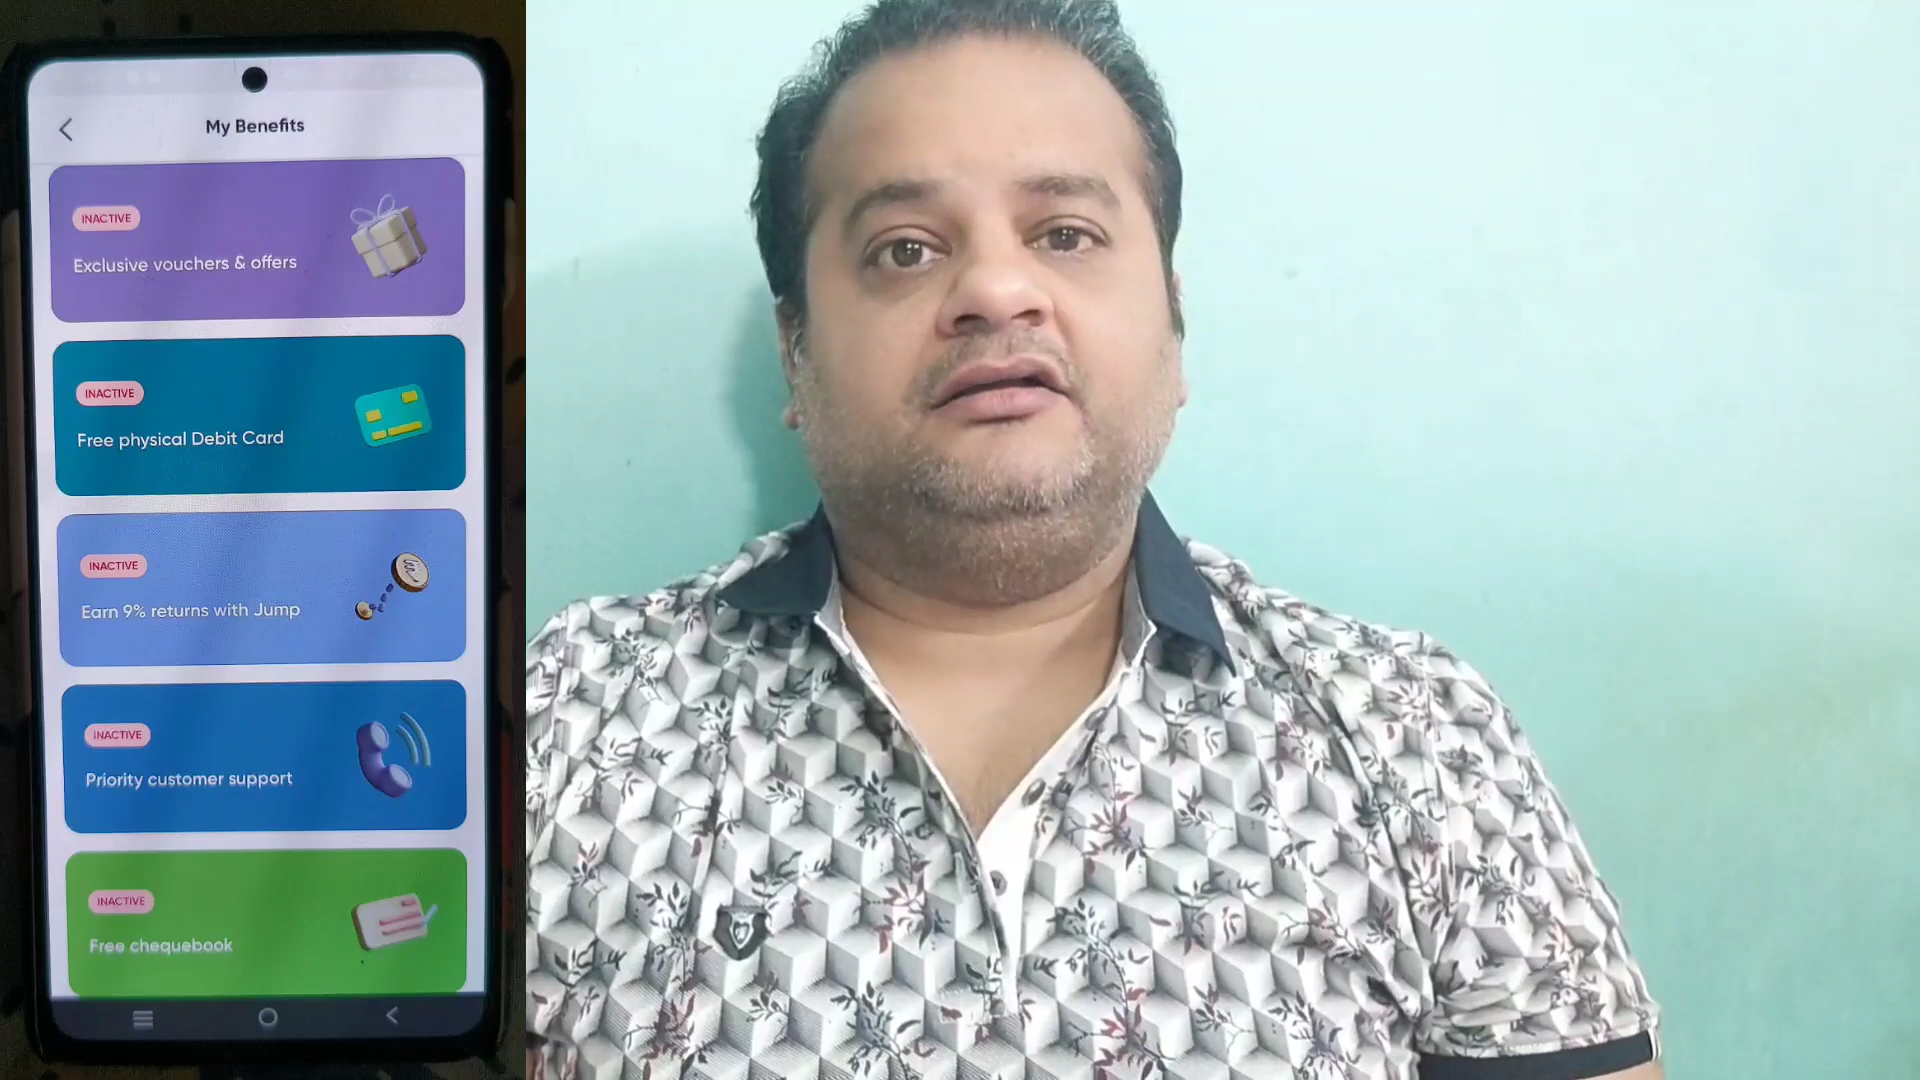 My Benefits
INACTIVE
Exclusive vouchers & offers
INACTIVE
Free physical Debit Card
INACTIVE
Earn 9% returns with Jump
INACTIVE
Priority customer support
INACTIVE
Free chequebook